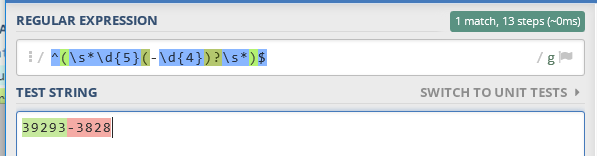 REGULAR EXPRESSION
1 match, 13 steps (~0ms)
/ ^(\s*\d{5}(-\d{4})?\s*)$ / g
TEST STRING
SWITCH TO UNIT TESTS
39293-3828